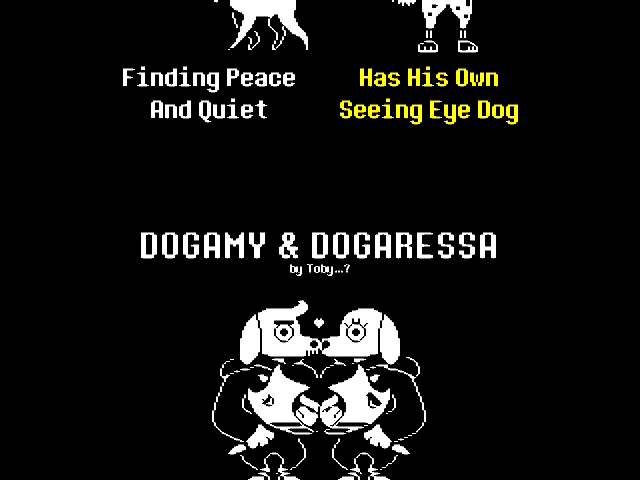 Finding Peace
And Quiet
Has His Own
Seeing Eye Dog
DOGAMY & DOGARESSA
by Toby...?